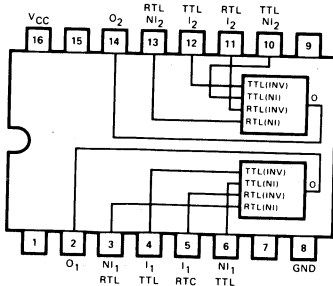 RTL TTL RTL TTL
VCC O2 NI2 I2 I2 NI2
16 15 14 13 12 11 10 9
TTL(INV)
TTL(NI)
RTL(INV)
RTL(NI)
O
TTL(INV)
TTL(NI)
RTL(INV)
RTL(NI)
O
1 2 3 4 5 6 7 8
O1 NI1 I1 I1 NI1 GND
RTL TTL RTC TTL